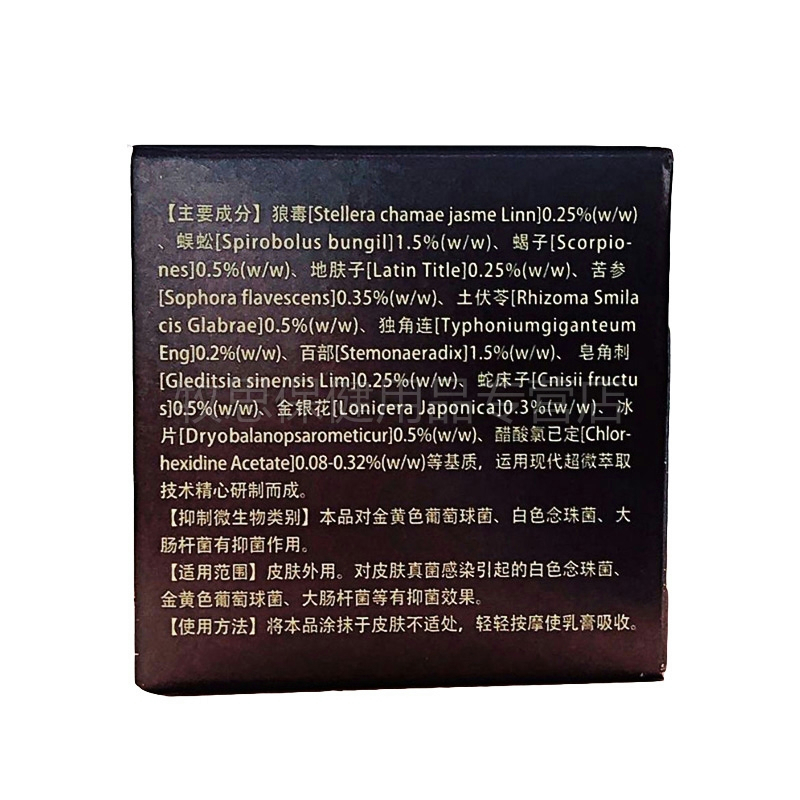 【主要成分】狼毒[Stellera chamae jasme Linn]0.25%(w/w)
、蜈蚣[Spirobolus bungil]1.5%(w/w)、蝎子[Scorpio-
nes]0.5%(w/w)、地肤子[Latin Title]0.25%(w/w)、苦参
[Sophora flavescens]0.35%(w/w)、土伏苓[Rhizoma Smila
cis Glabrae]0.5%(w/w)、独角连[Typhoniumgiganteum
Eng]0.2%(w/w)、百部[Stemonaeradix]1.5%(w/w)、皂角刺
[Gleditsia sinensis Lim]0.25%(w/w)、蛇床子[Cnisii fructu
s]0.5%(w/w)、金银花[Lonicera Japonica]0.3%(w/w)、冰
片[Dryobalanopsarometicur]0.5%(w/w)、醋酸氯已定[Chlor-
hexidine Acetate]0.08-0.32%(w/w)等基质，运用现代超微萃取
技术精心研制而成。
【抑制微生物类别】本品对金黄色葡萄球菌、白色念珠菌、大
肠杆菌有抑菌作用。
【适用范围】皮肤外用。对皮肤真菌感染引起的白色念珠菌、
金黄色葡萄球菌、大肠杆菌等有抑菌效果。
【使用方法】将本品涂抹于皮肤不适处，轻轻按摩使乳膏吸收。